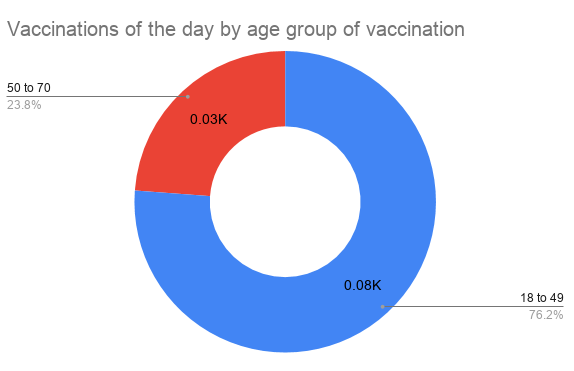 Vaccinations of the day by age group of vaccination
50 to 70
23.8%
0.03K
0.08K
18 to 49
76.2%